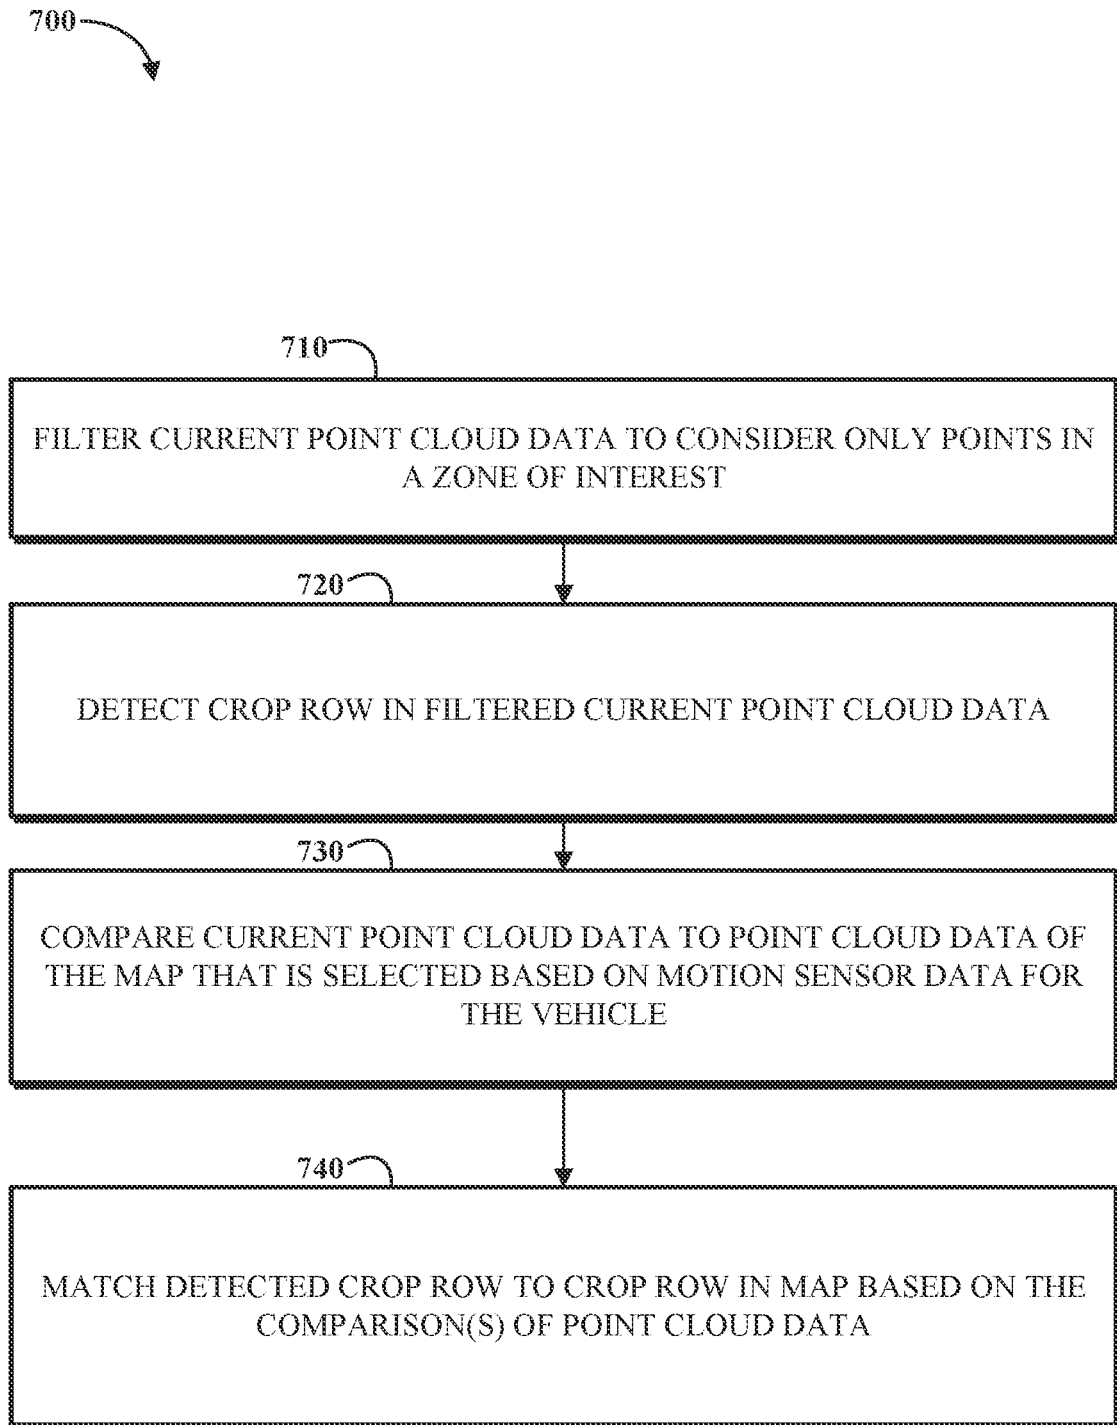 700
710
FILTER CURRENT POINT CLOUD DATA TO CONSIDER ONLY POINTS IN
A ZONE OF INTEREST
720
DETECT CROP ROW IN FILTERED CURRENT POINT CLOUD DATA
730
COMPARE CURRENT POINT CLOUD DATA TO POINT CLOUD DATA OF
THE MAP THAT IS SELECTED BASED ON MOTION SENSOR DATA FOR
THE VEHICLE
740
MATCH DETECTED CROP ROW TO CROP ROW IN MAP BASED ON THE
COMPARISON(S) OF POINT CLOUD DATA